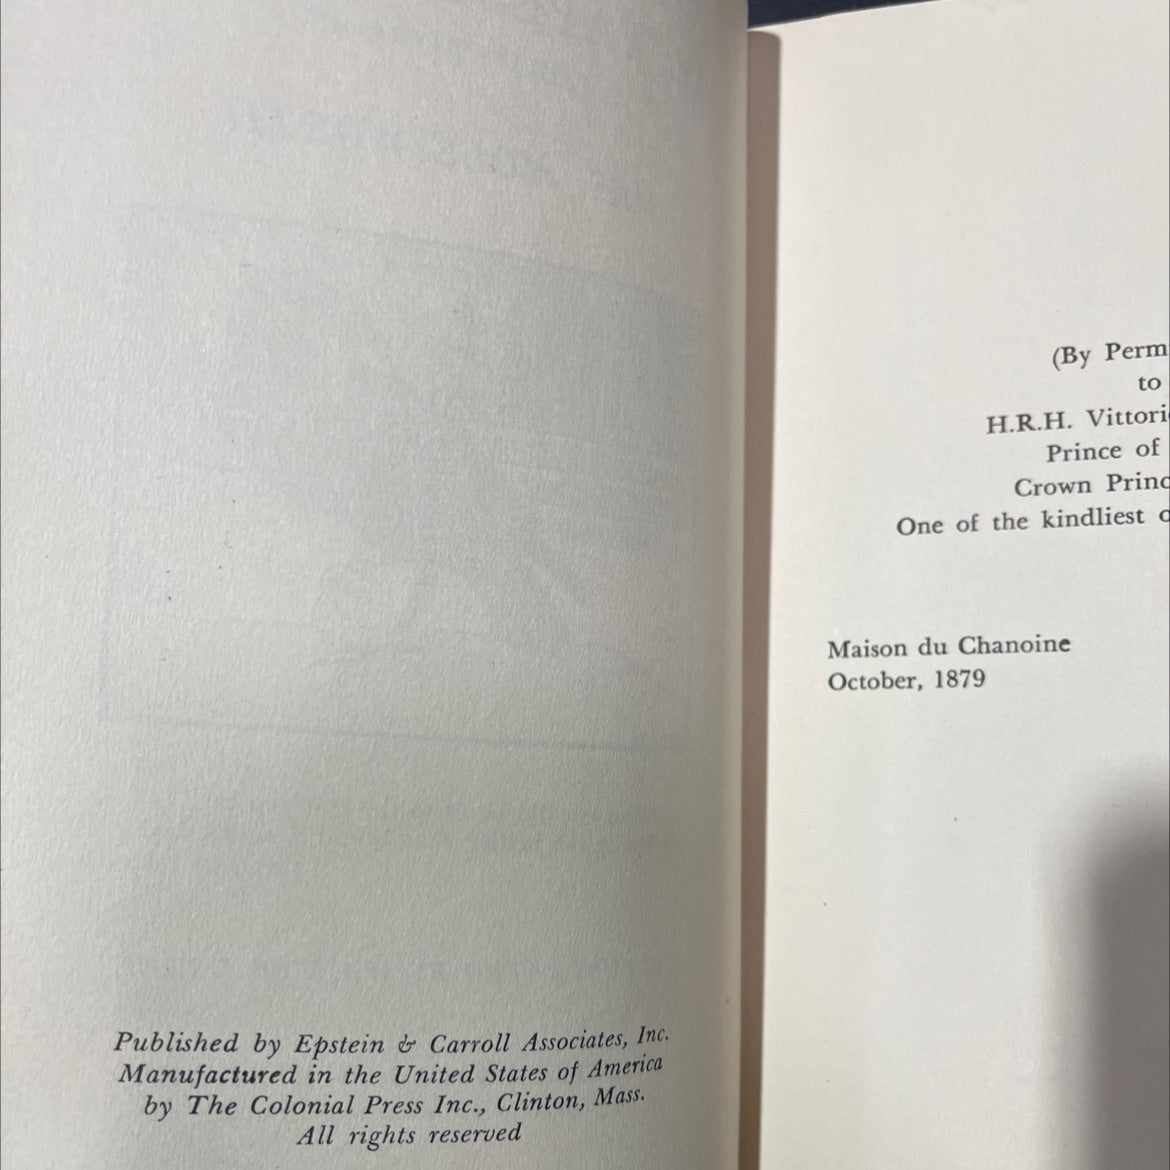 Published by Epstein & Carroll Associates, Inc.
Manufactured in the United States of America
by The Colonial Press Inc., Clinton, Mass.
All rights reserved
(By Perm
to
H.R.H. Vittori
Prince of
Crown Princ
One of the kindliest
Maison du Chanoine
October, 1879